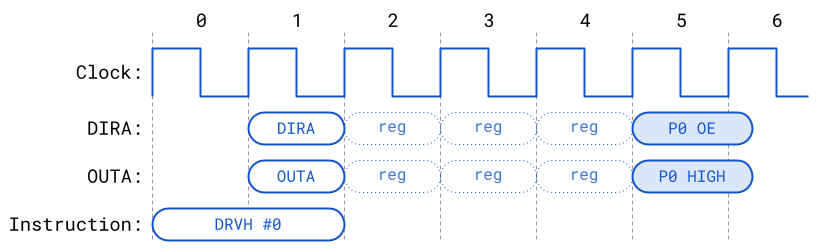 0 1 2 3 4 5 6
Clock:
DIRA: DIRA reg reg reg P0 OE
OUTA: OUTA reg reg reg P0 HIGH
Instruction: DRVH #0